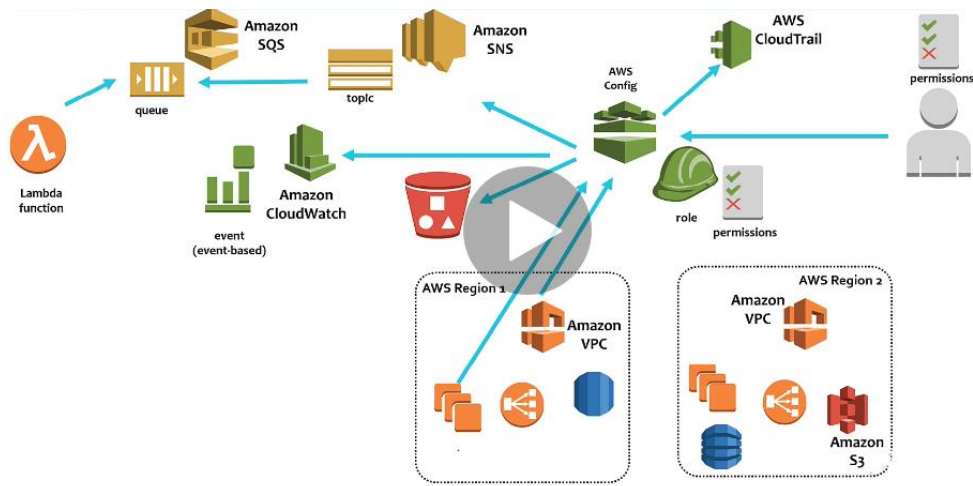 Amazon
SQS
Amazon
SNS
AWS
CloudTrail
permissions
AWS
Config
queue
topic
Lambda
function
Amazon
CloudWatch
event
(event-based)
role
permissions
AWS Region 1
Amazon
VPC
AWS Region 2
Amazon
VPC
Amazon
S3